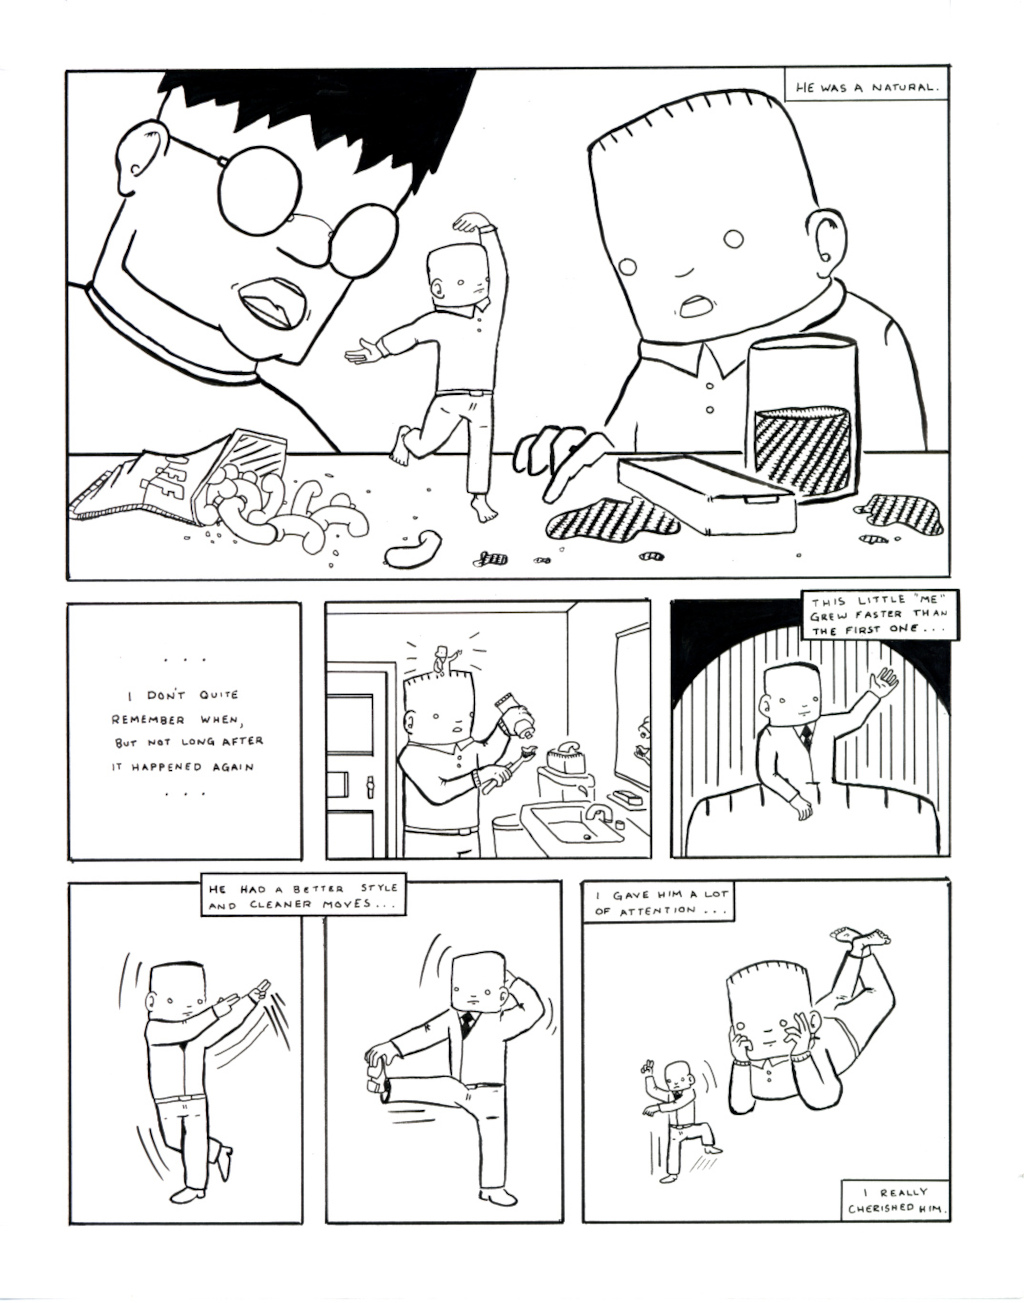 HE WAS A NATURAL.
. . .
I DON'T QUITE
REMEMBER WHEN,
BUT NOT LONG AFTER
IT HAPPENED AGAIN
. . .
THIS LITTLE "ME"
GREW FASTER THAN
THE FIRST ONE...
HE HAD A BETTER STYLE
AND CLEANER MOVES...
I GAVE HIM A LOT
OF ATTENTION...
I REALLY
CHERISHED HIM.